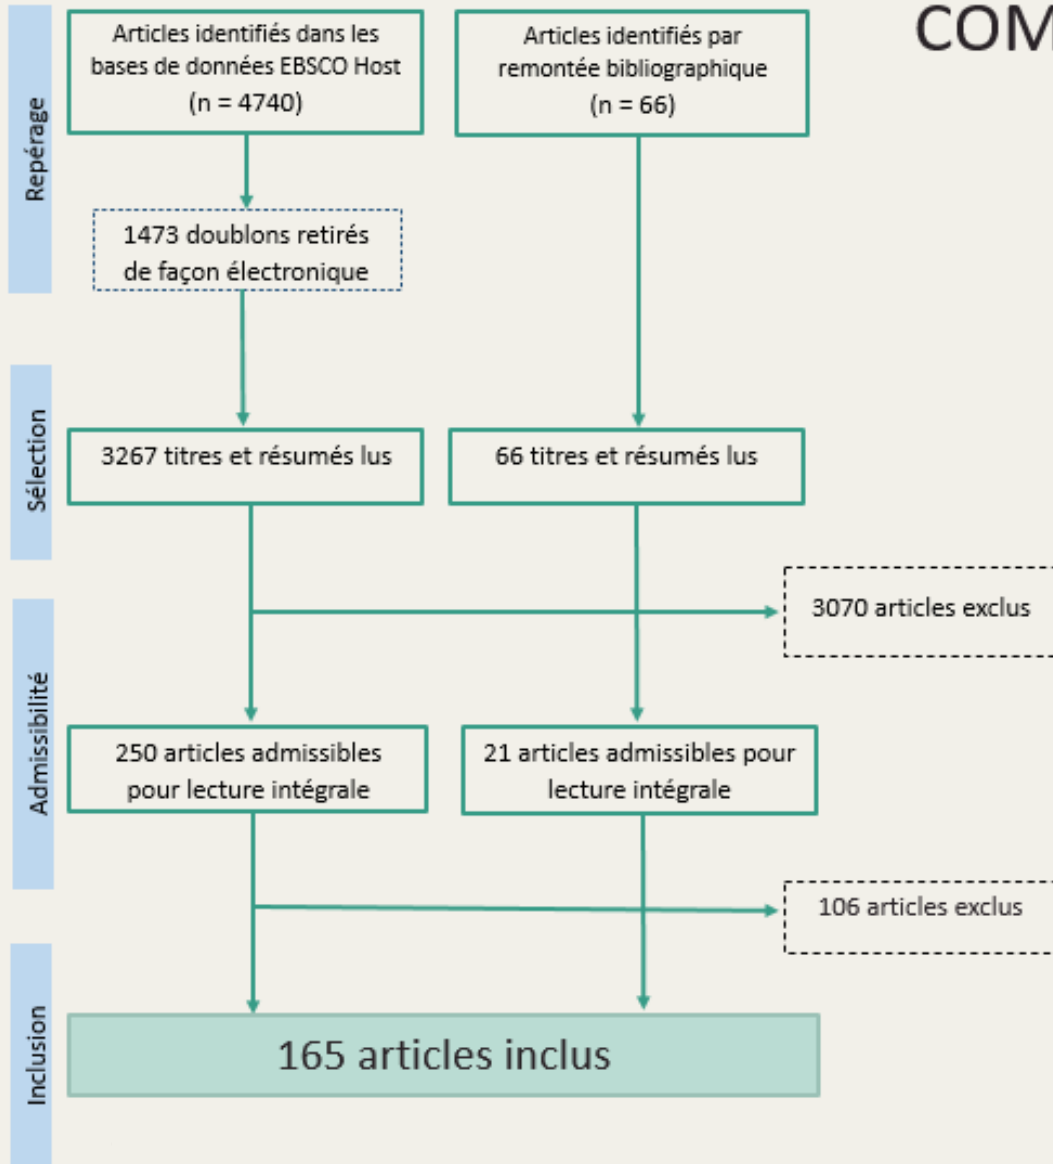 COM
Repérage
Articles identifiés dans les
bases de données EBSCO Host
(n = 4740)
Articles identifiés par
remontée bibliographique
(n = 66)
1473 doublons retirés
de façon électronique
Sélection
3267 titres et résumés lus
66 titres et résumés lus
3070 articles exclus
Admissibilité
250 articles admissibles
pour lecture intégrale
21 articles admissibles pour
lecture intégrale
106 articles exclus
Inclusion
165 articles inclus